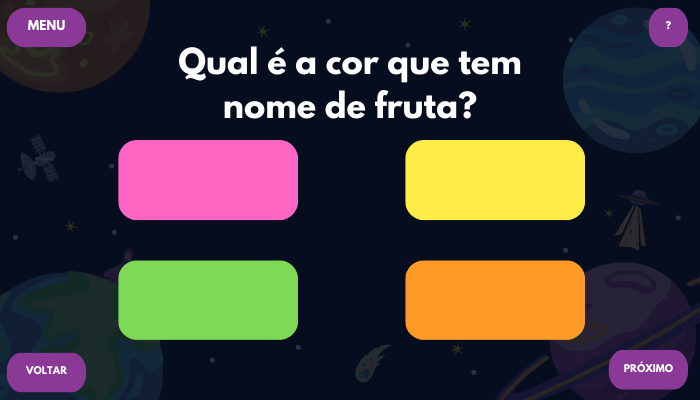 MENU
?
Qual é a cor que tem
nome de fruta?
VOLTAR
PRÓXIMO